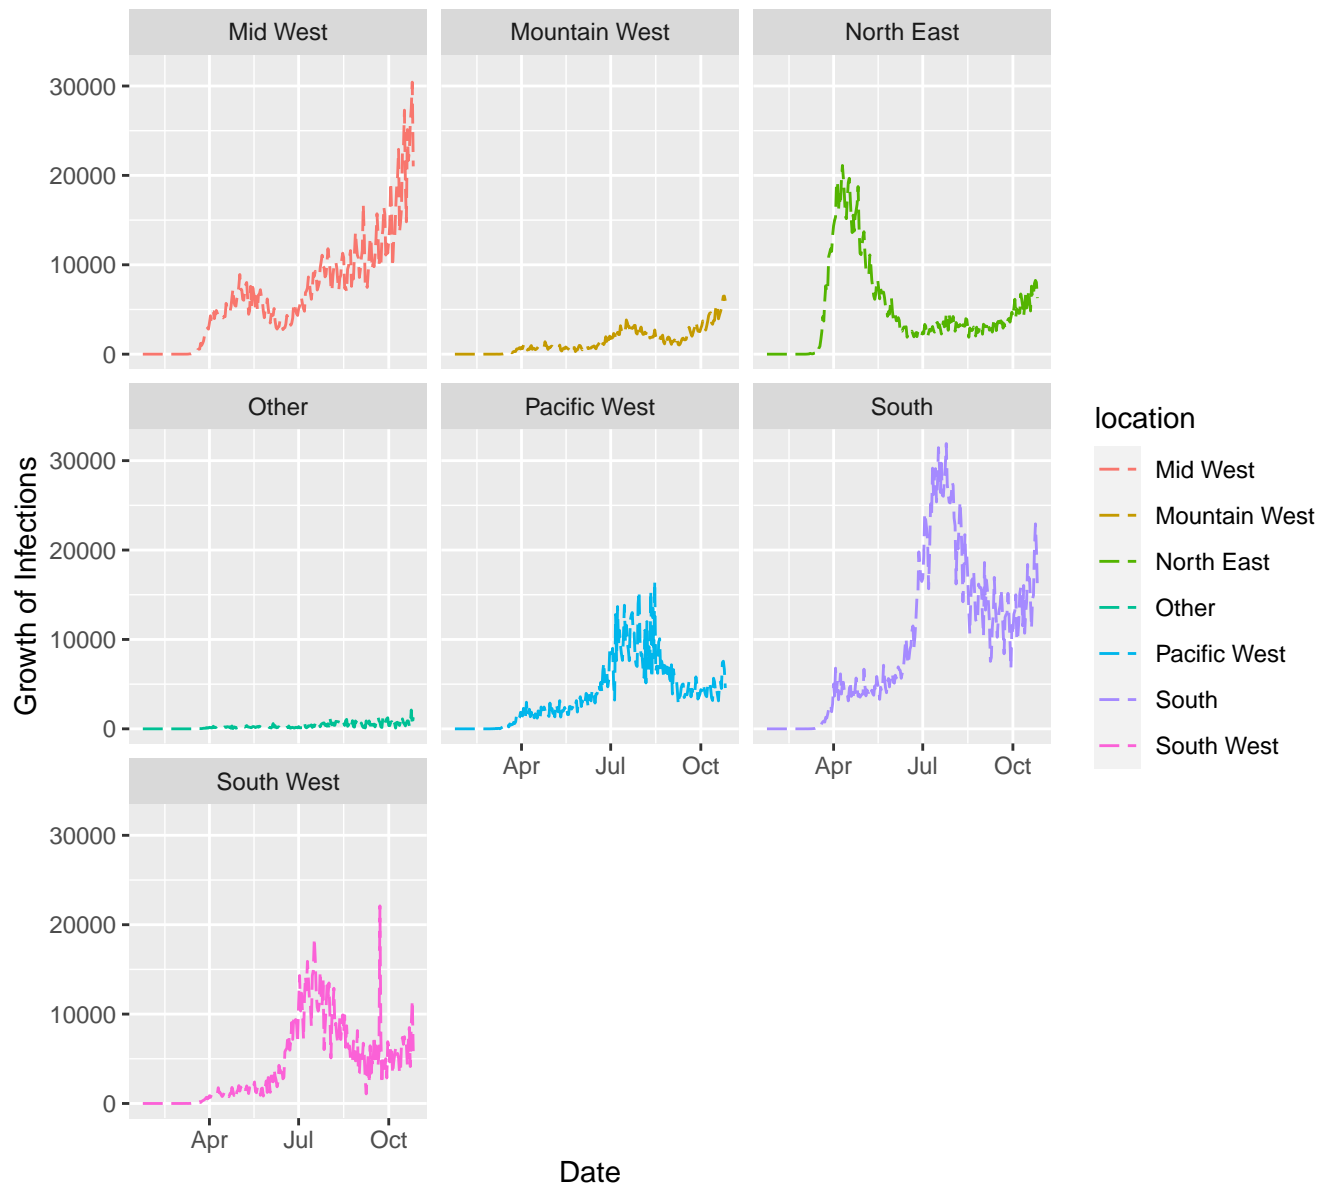 Mid West
Mountain West
North East
30000
20000
10000
0
Other
Pacific West
South
30000
20000
10000
0
Apr
Jul
Oct
Apr
Jul
Oct
South West
30000
20000
10000
0
Apr
Jul
Oct
Growth of Infections
Date
location
Mid West
Mountain West
North East
Other
Pacific West
South
South West